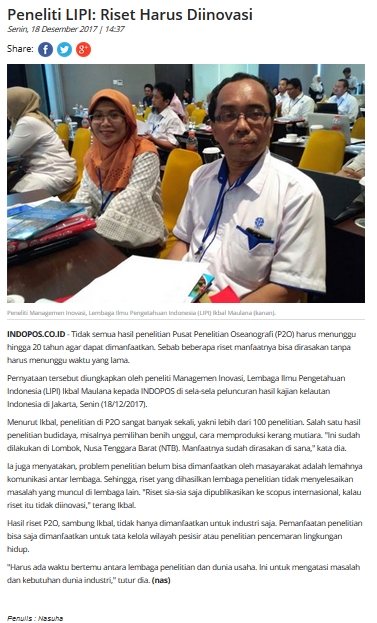 Peneliti LIPI: Riset Harus Diinovasi
Senin, 18 Desember 2017 | 14:37
Share:
Peneliti Managemen Inovasi, Lembaga Ilmu Pengetahuan Indonesia (LIPI) Ikbal Maulana (kanan).
INDOPOS.CO.ID - Tidak semua hasil penelitian Pusat Penelitian Oseanografi (P2O) harus menunggu
hingga 20 tahun agar dapat dimanfaatkan. Sebab beberapa riset manfaatnya bisa dirasakan tanpa
harus menunggu waktu yang lama.
Pernyataan tersebut diungkapkan oleh peneliti Managemen Inovasi, Lembaga Ilmu Pengetahuan
Indonesia (LIPI) Ikbal Maulana kepada INDOPOS di sela-sela peluncuran hasil kajian kelautan
Indonesia di Jakarta, Senin (18/12/2017).
Menurut Ikbal, penelitian di P2O sangat banyak sekali, yakni lebih dari 100 penelitian. Salah satu hasil
penelitian budidaya, misalnya pemilihan benih unggul, cara memproduksi kerang mutiara. "Ini sudah
dilakukan di Lombok, Nusa Tenggara Barat (NTB). Manfaatnya sudah dirasakan di sana," kata dia.
Ia juga menyatakan, problem penelitian belum bisa dimanfaatkan oleh masayarakat adalah lemahnya
komunikasi antar lembaga. Sehingga, riset yang dihasilkan lembaga penelitian tidak menyelesaikan
masalah yang muncul di lembaga lain. "Riset sia-sia saja dipublikasikan ke scopus internasional, kalau
riset itu tidak diinovasi," terang Ikbal.
Hasil riset P2O, sambung Ikbal, tidak hanya dimanfaatkan untuk industri saja. Pemanfaatan penelitian
bisa saja dimanfaatkan untuk tata kelola wilayah pesisir atau penelitian pencemaran lingkungan
hidup.
"Harus ada waktu bertemu antara lembaga penelitian dan dunia usaha. Ini untuk mengatasi masalah
dan kebutuhan dunia industri," tutur dia. (nas)
Penulis : Nasuha